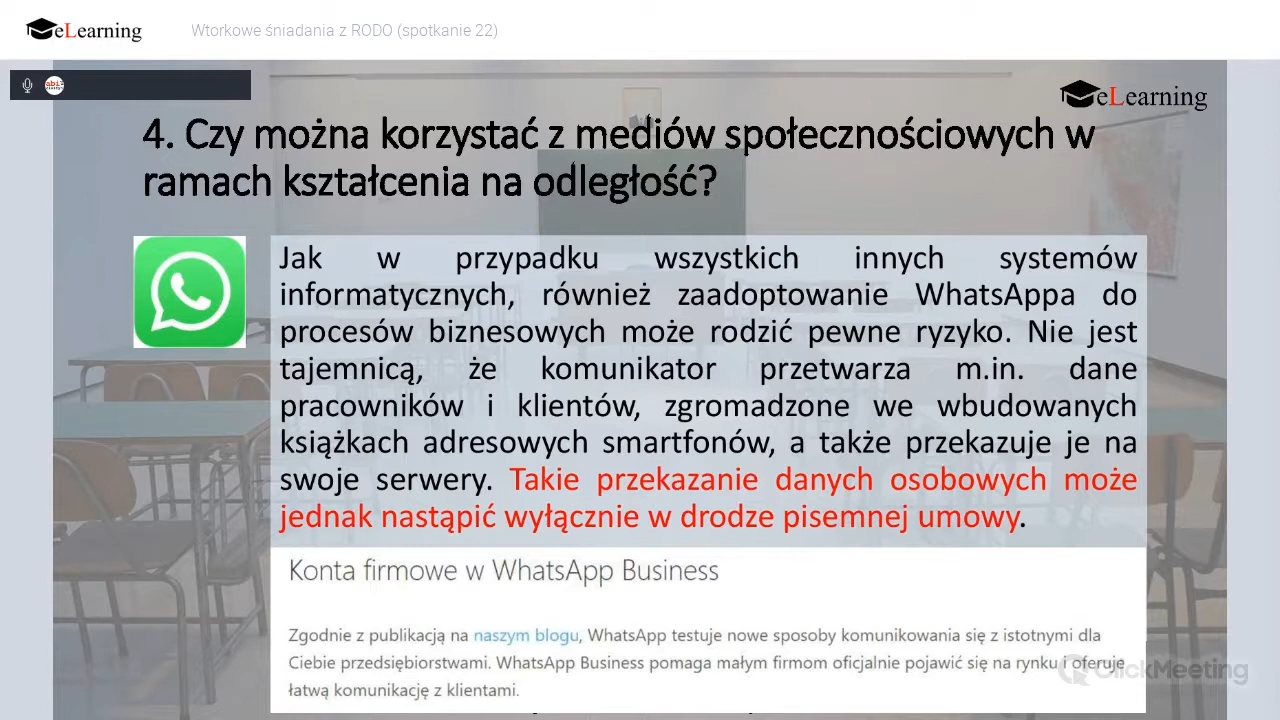 eLearning
Wtorkowe śniadania z RODO (spotkanie 22)
eLearning
4. Czy można korzystać z mediów społecznościowych w
ramach kształcenia na odległość?
Jak w przypadku wszystkich innych systemów
informatycznych, również zaadoptowanie WhatsAppa do
procesów biznesowych może rodzić pewne ryzyko. Nie jest
tajemnicą, że komunikator przetwarza m.in. dane
pracowników i klientów, zgromadzone we wbudowanych
książkach adresowych smartfonów, a także przekazuje je na
swoje serwery. Takie przekazanie danych osobowych może
jednak nastąpić wyłącznie w drodze pisemnej umowy.
Konta firmowe w WhatsApp Business
Zgodnie z publikacją na naszym blogu, WhatsApp testuje nowe sposoby komunikowania się z istotnymi dla
Ciebie przedsiębiorstwami. WhatsApp Business pomaga małym firmom oficjalnie pojawić się na rynku i oferuje
łatwą komunikację z klientami.
ClickMeeting